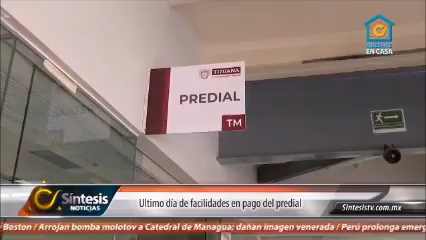 QUÉDATE
EN CASA
TIJUANA
PREDIAL
TM
Síntesis
NOTICIAS
Ultimo día de facilidades en pago del predial
Sintesistv.com.mx
Boston / Arrojan bomba molotov a Catedral de Managua; dañan imagen venerada / Perú prolonga emerg